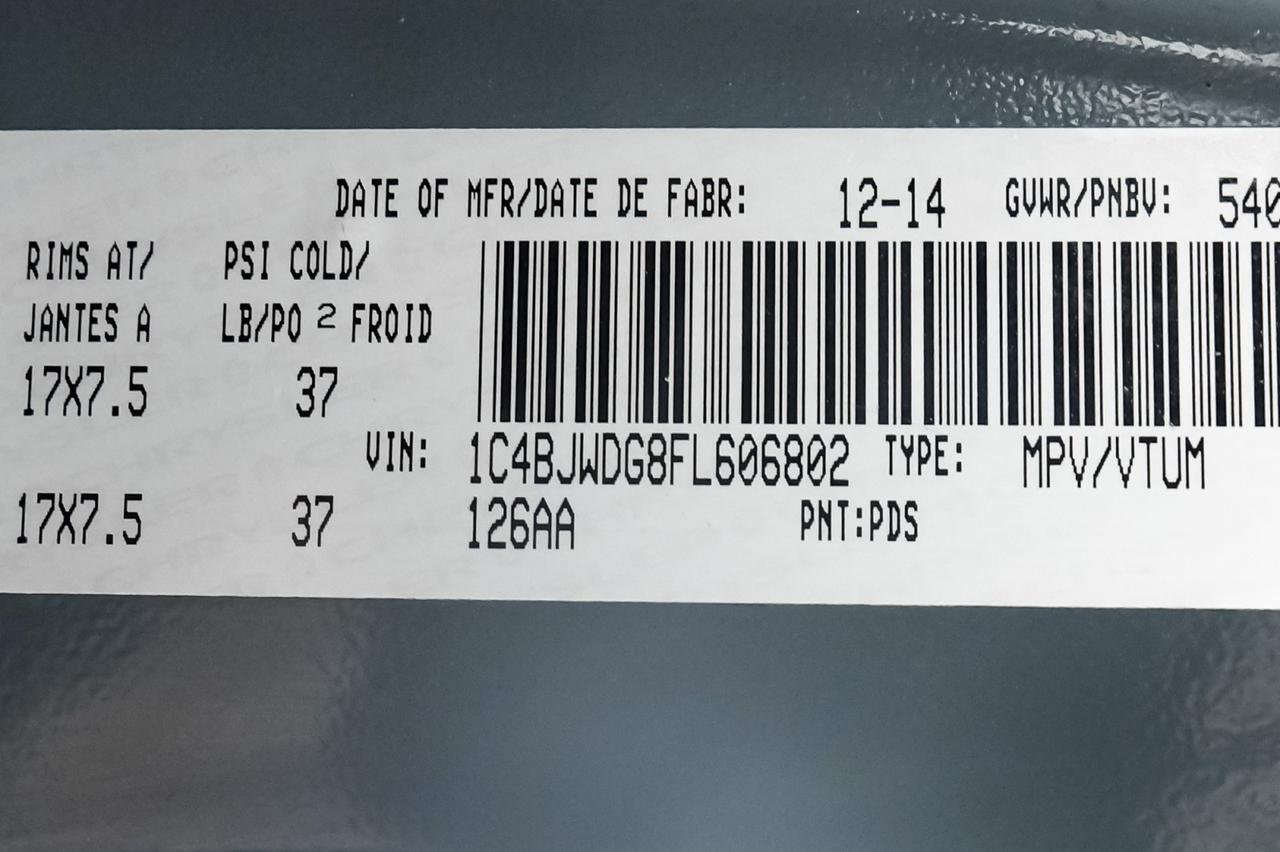 DATE OF MFR/DATE DE FABR: 12-14 GVWR/PNBV: 540
RIMS AT/ PSI COLD/
JANTES A LB/PO 2 FROID
17X7.5 37
VIN: 1C4BJWDG8FL606802 TYPE: MPV/VTUM
17X7.5 37 126AA PNT:PDS